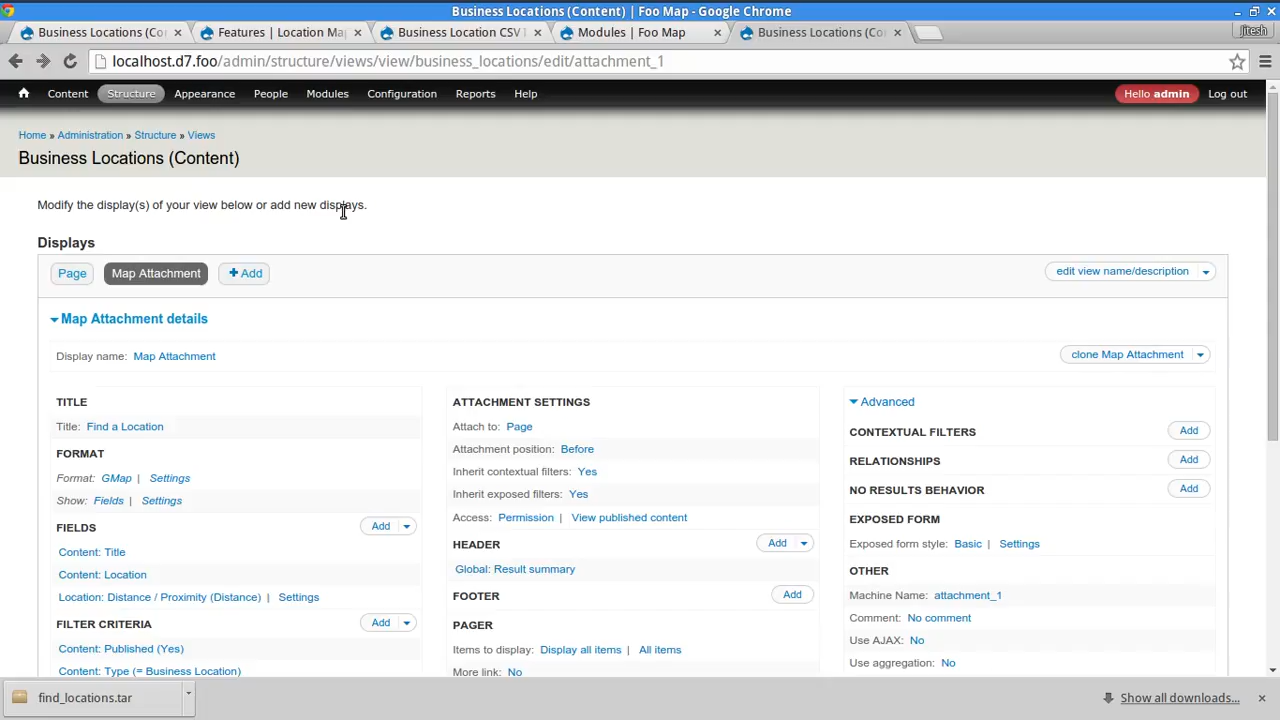 Business Locations (Content) | Foo Map - Google Chrome
Business Locations (Co
Features | Location Ma
Business Location CSV
Modules | Foo Map
Business Locations (Co
jitesh
localhost.d7.foo/admin/structure/views/view/business_locations/edit/attachment_1
Content Structure Appearance People Modules Configuration Reports Help Hello admin Log out
Home » Administration » Structure » Views
Business Locations (Content)
Modify the display(s) of your view below or add new displays.
Displays
Page Map Attachment + Add edit view name/description
Map Attachment details
Display name: Map Attachment clone Map Attachment
TITLE
Title: Find a Location
FORMAT
Format: GMap | Settings
Show: Fields | Settings
FIELDS Add
Content: Title
Content: Location
Location: Distance / Proximity (Distance) | Settings
FILTER CRITERIA Add
Content: Published (Yes)
Content: Type (= Business Location)
ATTACHMENT SETTINGS
Attach to: Page
Attachment position: Before
Inherit contextual filters: Yes
Inherit exposed filters: Yes
Access: Permission | View published content
HEADER Add
Global: Result summary
FOOTER Add
PAGER
Items to display: Display all items | All items
More link: No
Advanced
CONTEXTUAL FILTERS Add
RELATIONSHIPS Add
NO RESULTS BEHAVIOR Add
EXPOSED FORM
Exposed form style: Basic | Settings
OTHER
Machine Name: attachment_1
Comment: No comment
Use AJAX: No
Use aggregation: No
find_locations.tar
Show all downloads...